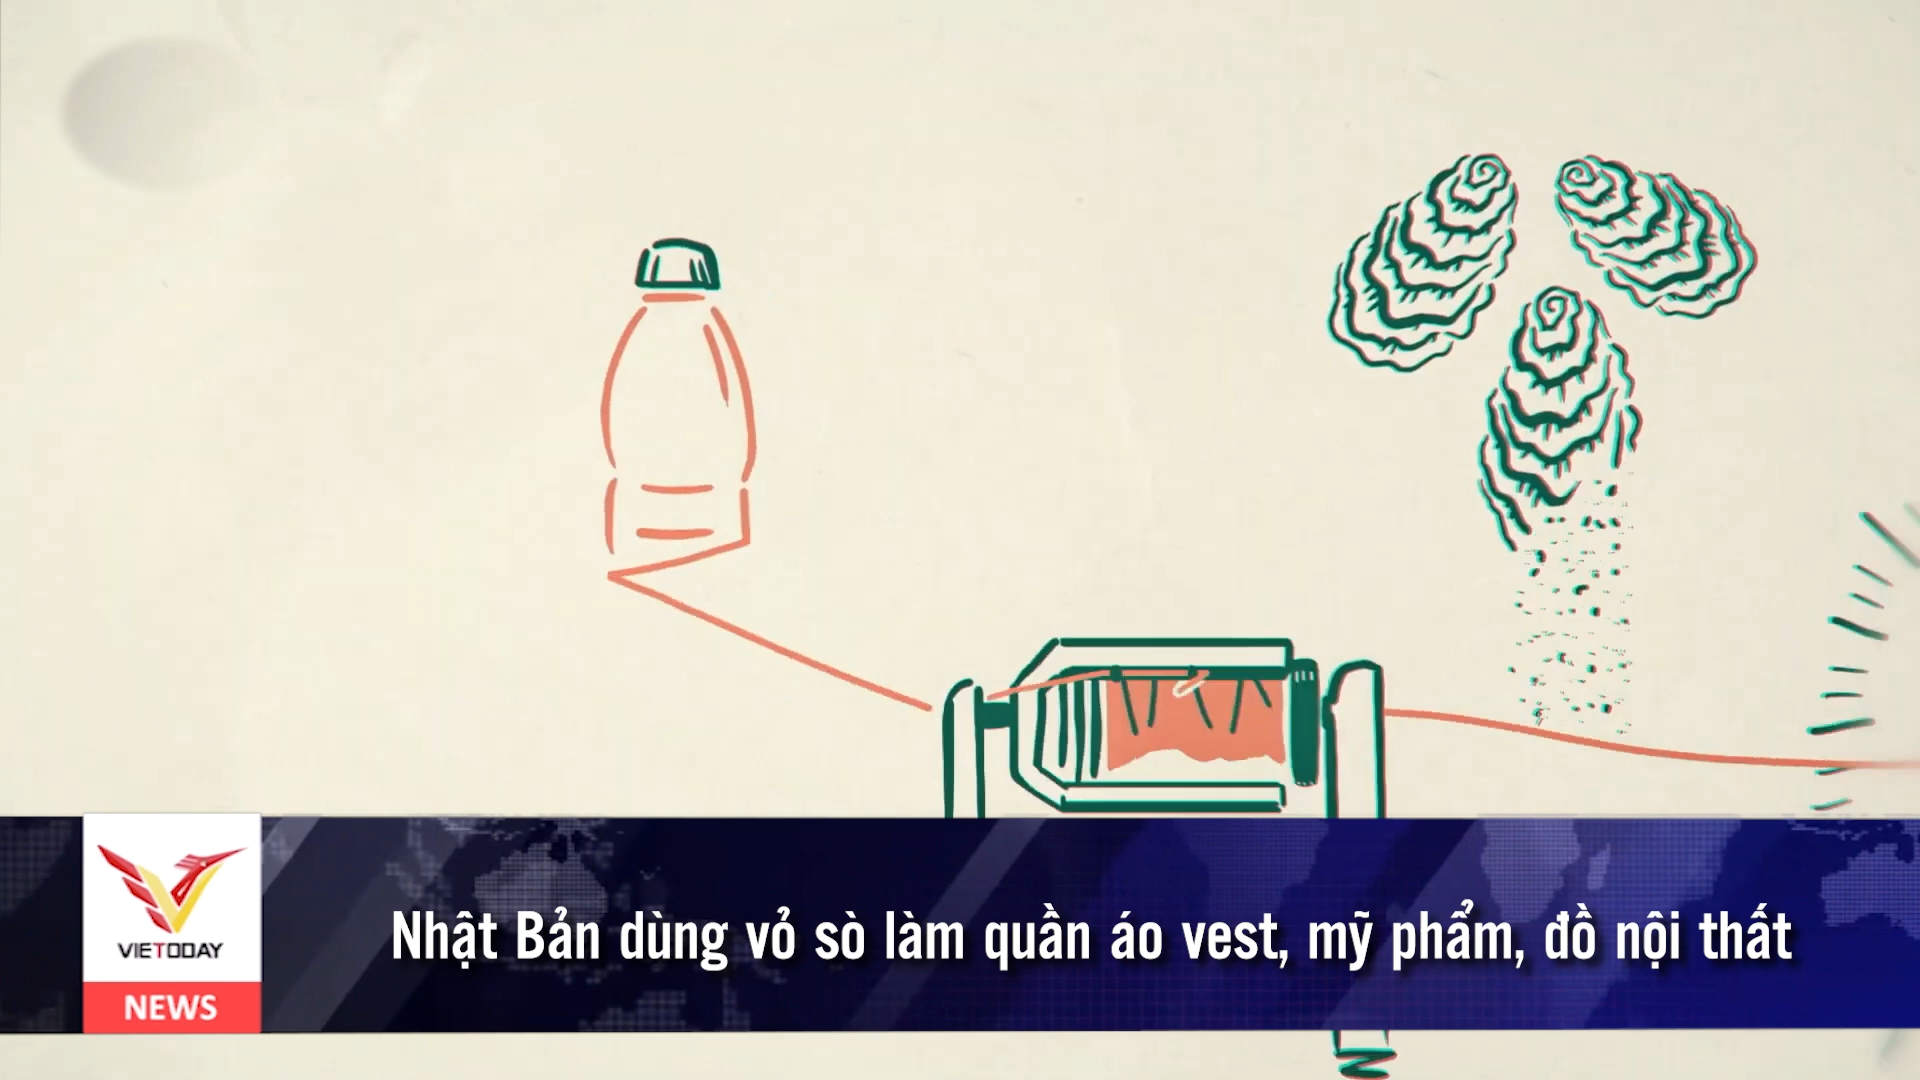 VIETODAY
NEWS
Nhật Bản dùng vỏ sò làm quần áo vest, mỹ phẩm, đồ nội thất